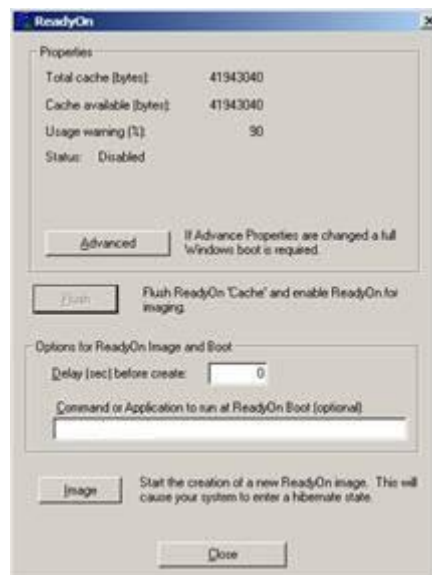 ReadyOn
Properties
Total cache (bytes): 41943040
Cache available (bytes): 41943040
Usage warning (%): 90
Status: Disabled
Advanced
If Advance Properties are changed a full
Windows boot is required.
Flush
Flush ReadyOn 'Cache' and enable ReadyOn for
imaging.
Options for ReadyOn Image and Boot
Delay (sec) before create: 0
Command or Application to run at ReadyOn Boot (optional)
Image
Start the creation of a new ReadyOn image. This will
cause your system to enter a hibernate state.
Close